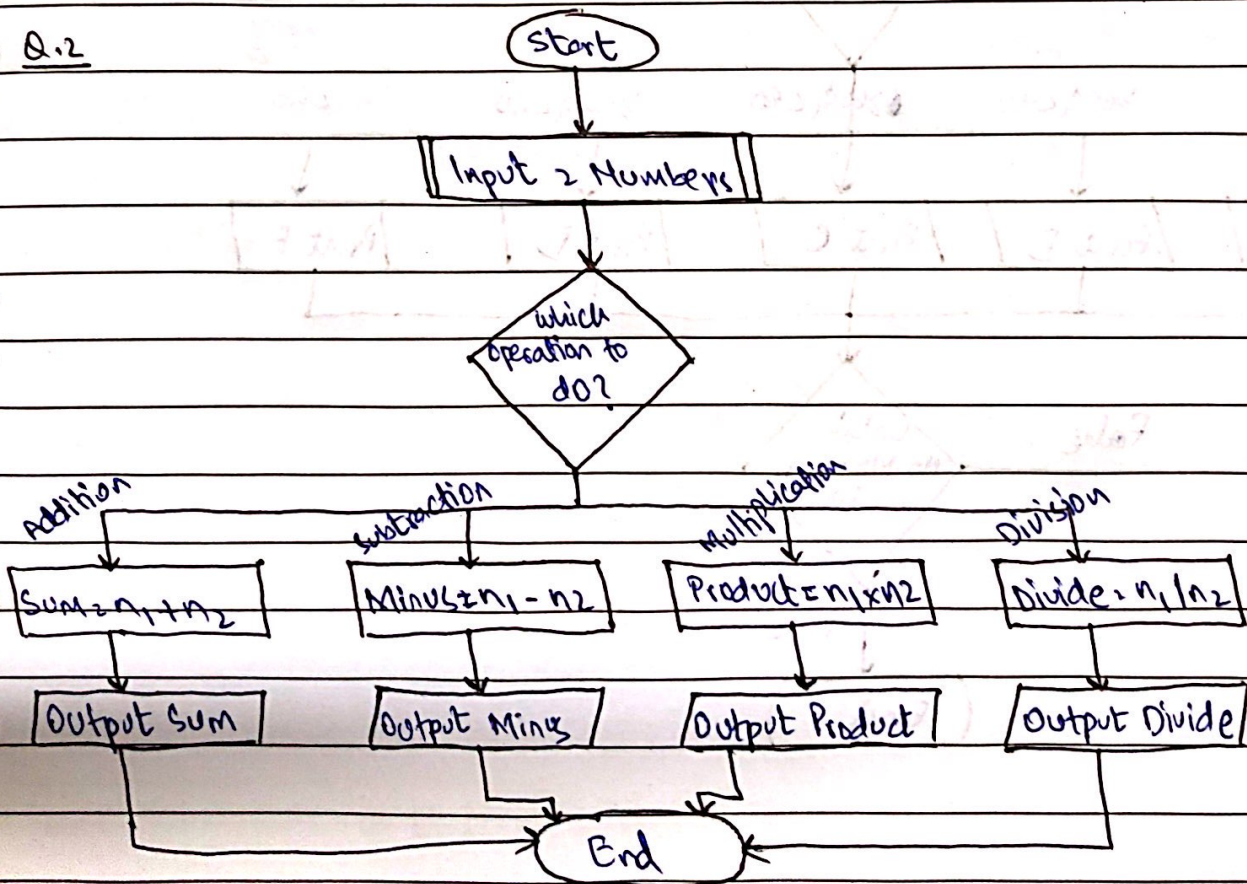 Q.2
Start
Input 2 Numbers
which
operation to
do?
Addition
Subtraction
Multiplication
Division
Sum=n1+n2
Minus=n1-n2
Product=n1xn2
Divide=n1/n2
Output Sum
Output Minus
Output Product
Output Divide
End